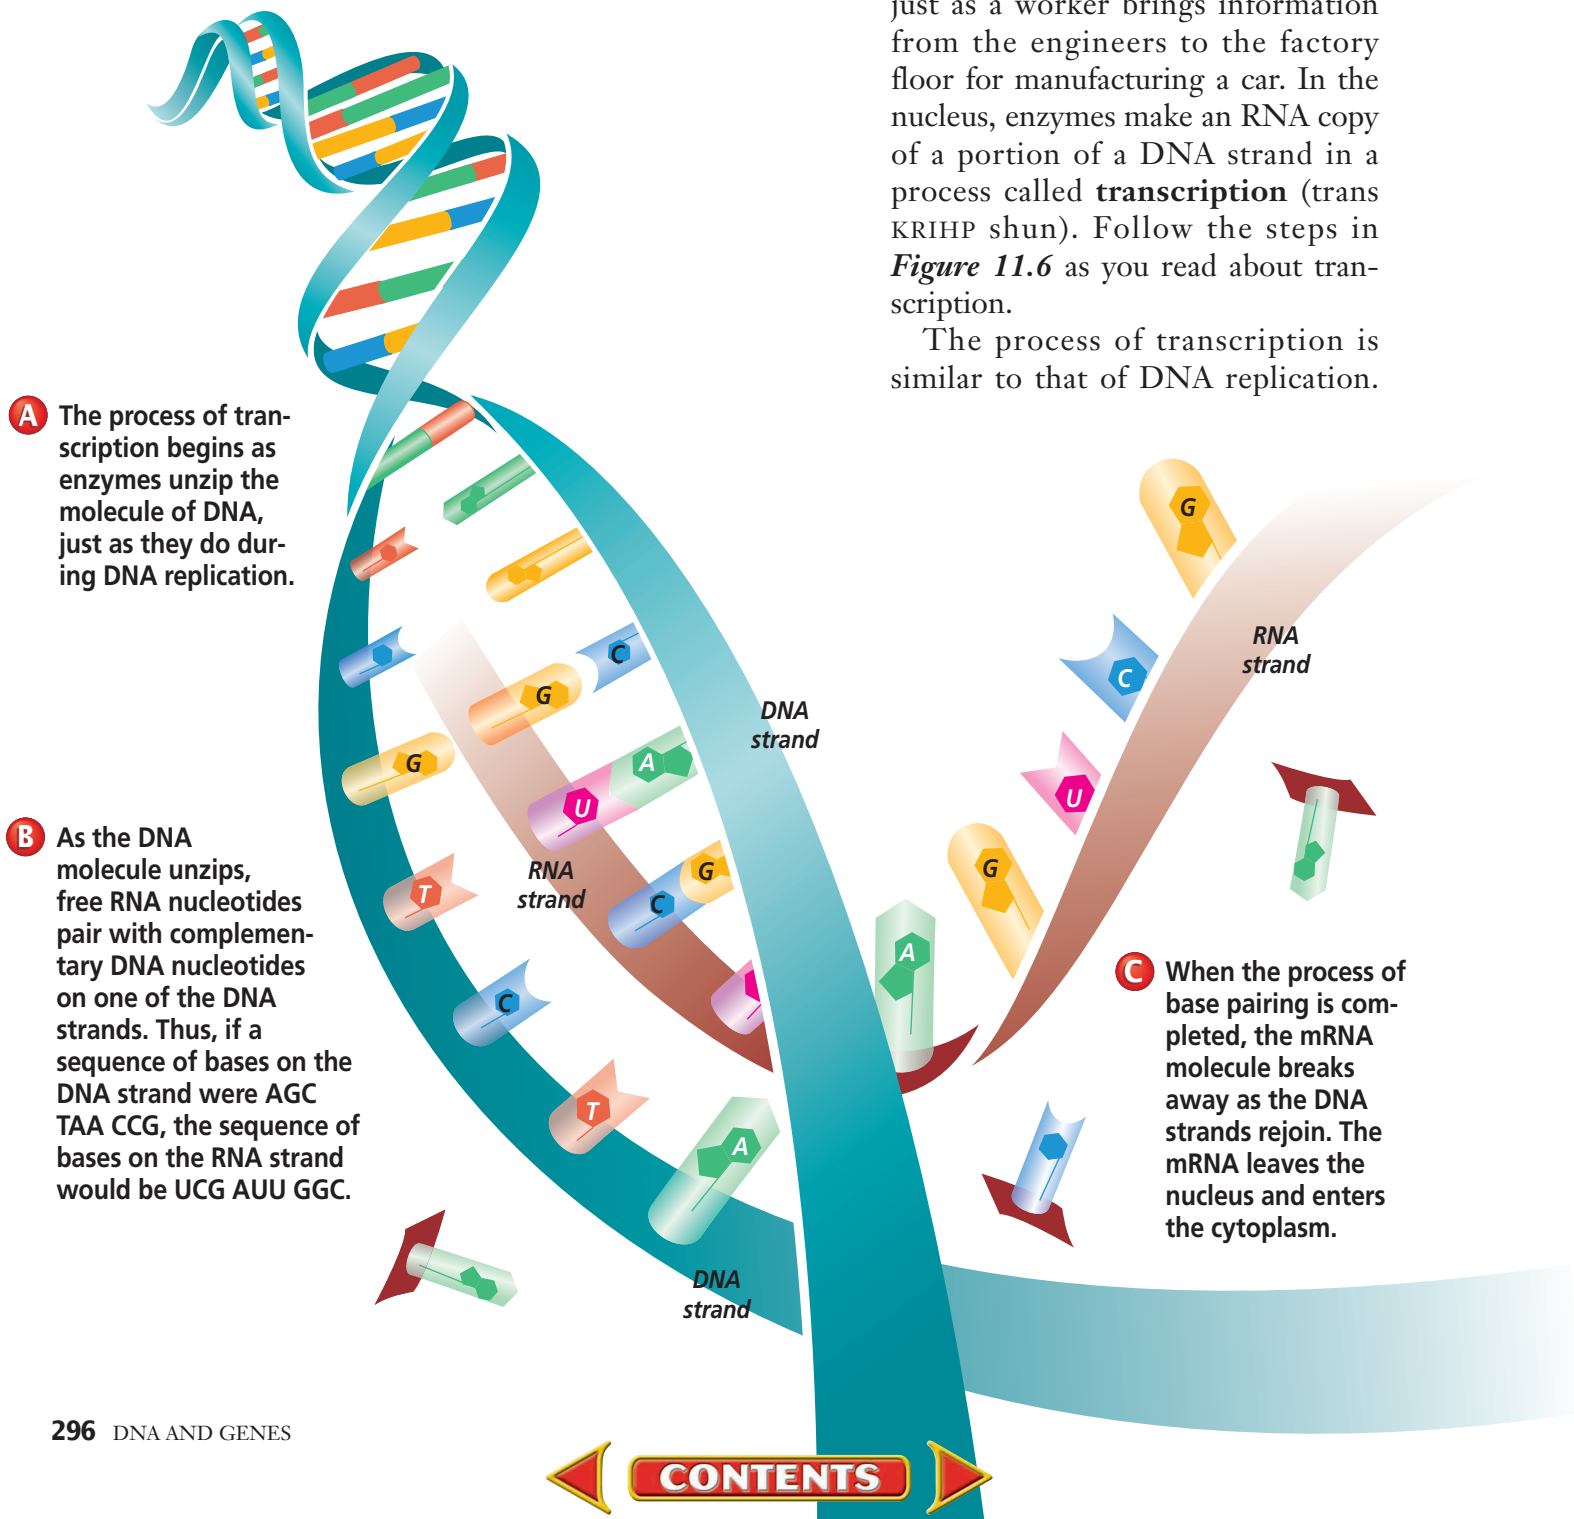 just as a worker brings information
from the engineers to the factory
floor for manufacturing a car. In the
nucleus, enzymes make an RNA copy
of a portion of a DNA strand in a
process called transcription (trans
KRIHP shun). Follow the steps in
Figure 11.6 as you read about tran-
scription.
The process of transcription is
similar to that of DNA replication.
A The process of tran-
scription begins as
enzymes unzip the
molecule of DNA,
just as they do dur-
ing DNA replication.
B As the DNA
molecule unzips,
free RNA nucleotides
pair with complemen-
tary DNA nucleotides
on one of the DNA
strands. Thus, if a
sequence of bases on the
DNA strand were AGC
TAA CCG, the sequence of
bases on the RNA strand
would be UCG AUU GGC.
C
G
G
A
U
T
G
C
C
T
A
DNA
strand
RNA
strand
DNA
strand
G
C
U
G
A
RNA
strand
C When the process of
base pairing is com-
pleted, the mRNA
molecule breaks
away as the DNA
strands rejoin. The
mRNA leaves the
nucleus and enters
the cytoplasm.
296 DNA AND GENES
CONTENTS